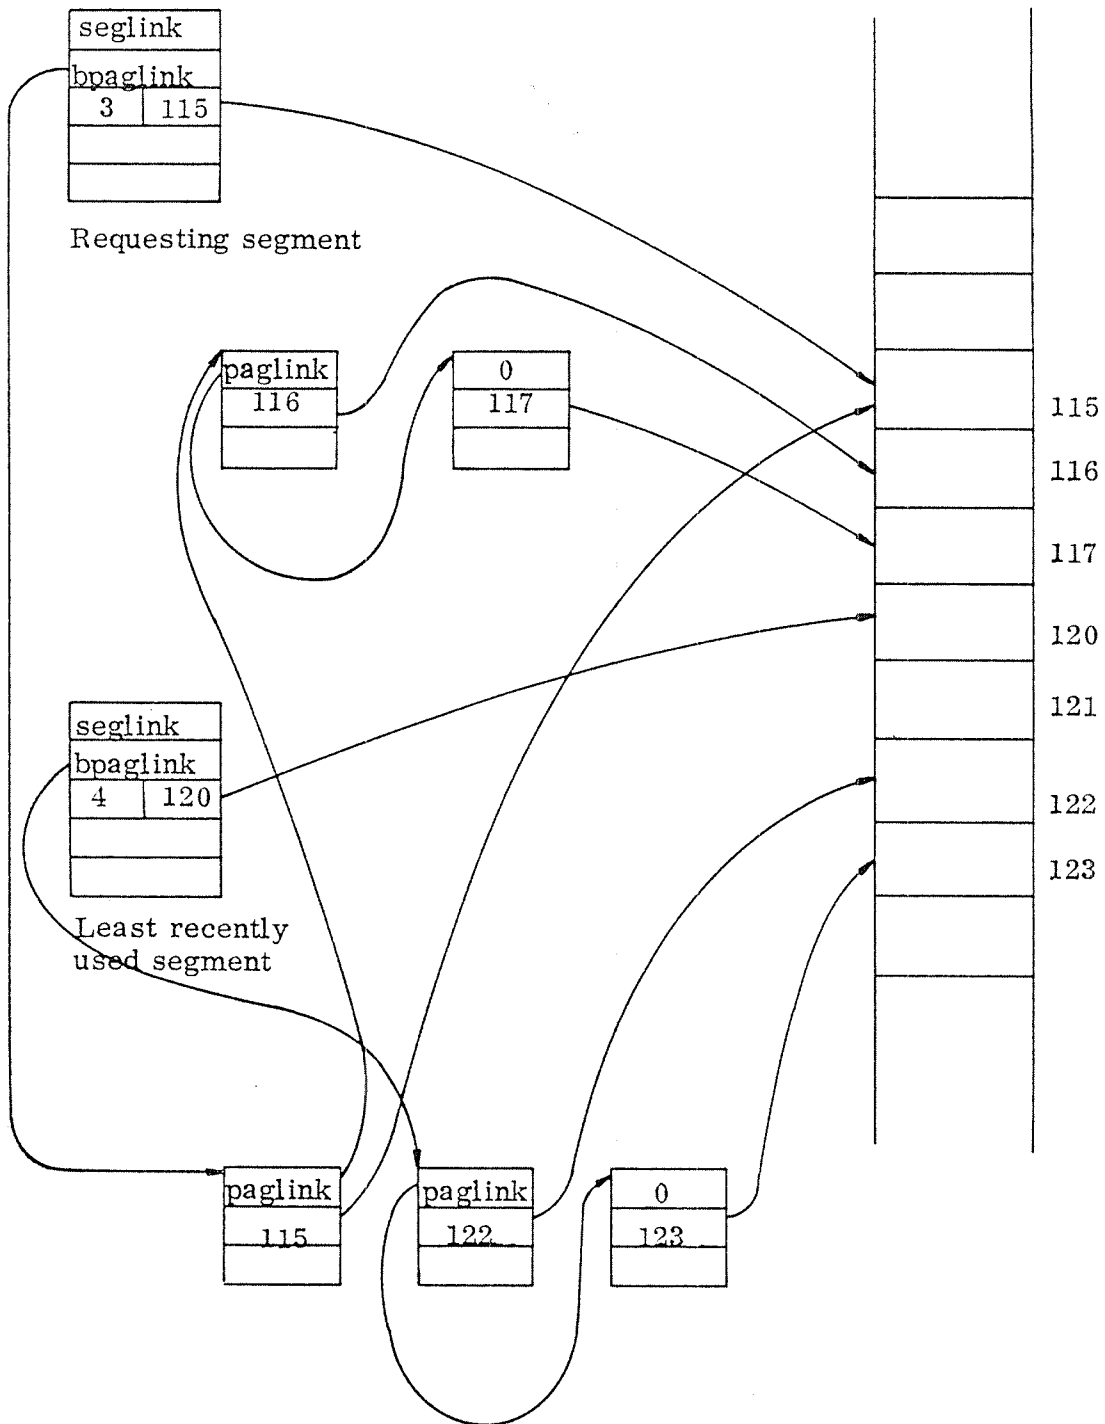 seglink
bpaglink
3 115
Requesting segment
paglink
116
0
117
115
116
117
120
121
122
123
seglink
bpaglink
4 120
Least recently
used segment
paglink
115
paglink
122
0
123